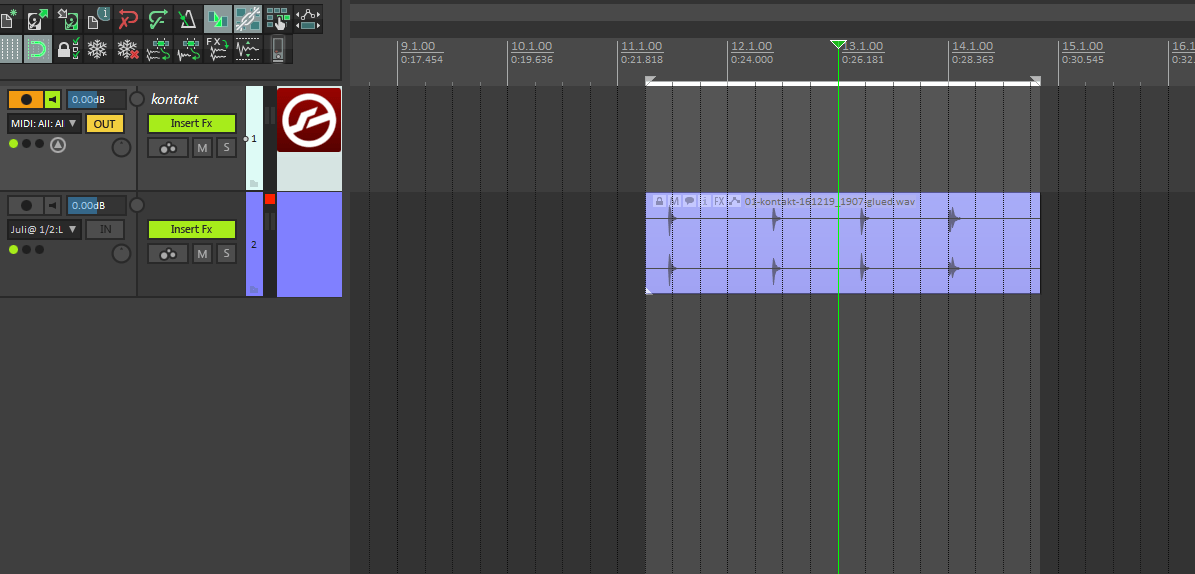 i
FX
9.1.00 10.1.00 11.1.00 12.1.00 13.1.00 14.1.00 15.1.00 16.1
0:17.454 0:19.636 0:21.818 0:24.000 0:26.181 0:28.363 0:30.545 0:32.
0.00dB kontakt
MIDI: All: Al OUT Insert Fx
1
M S
0.00dB
Juli@ 1/2:L IN Insert Fx
2
M S
M i FX 01-kontakt-161219_1907-glued.wav